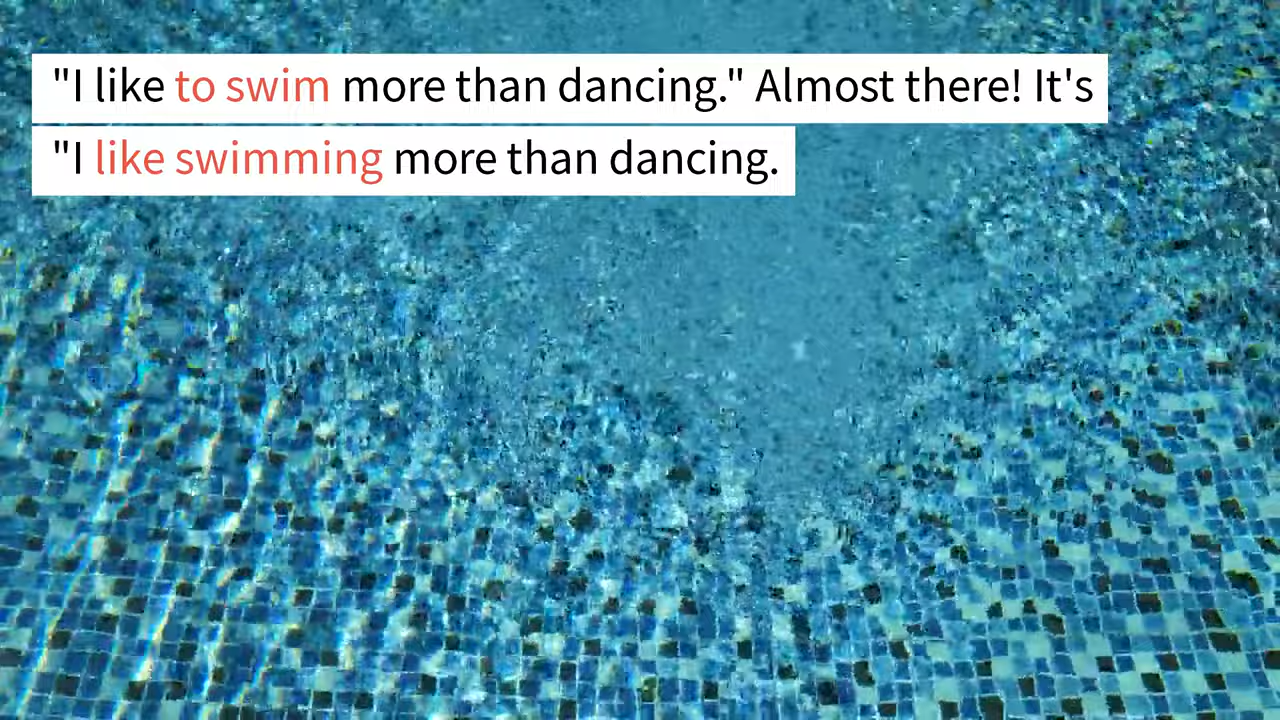 "I like to swim more than dancing." Almost there! It's
"I like swimming more than dancing.